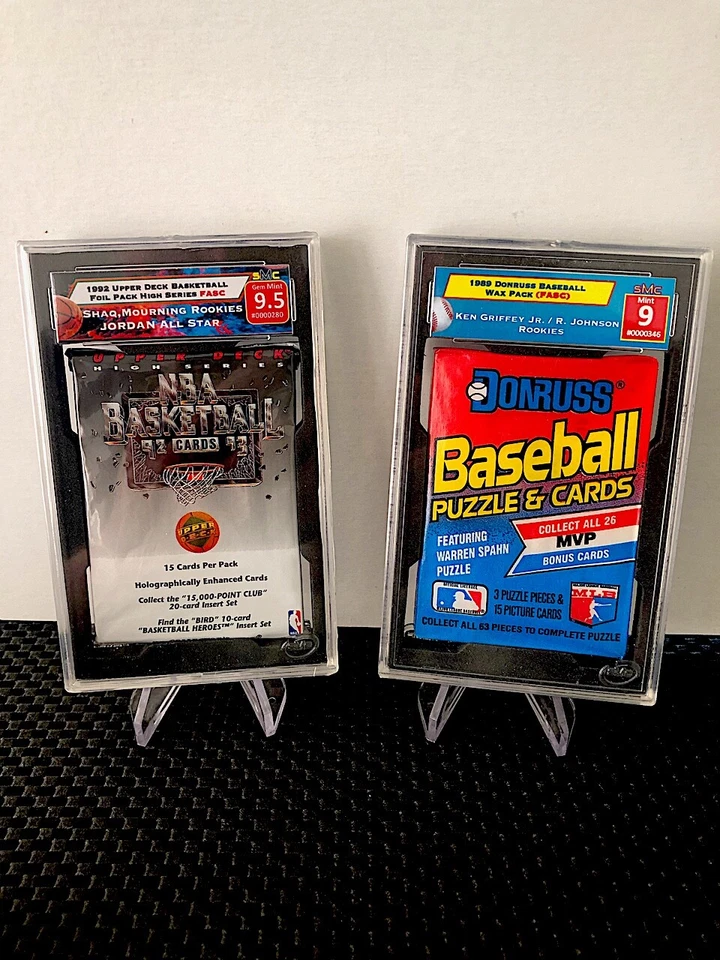 1992 UPPER DECK BASKETBALL
FOIL PACK HIGH SERIES FASC
SHAQ,MOURNING ROOKIES
JORDAN ALL STAR
SMC
Gem Mint
9.5
#0000280
UPPER DECK
HIGH SERIES
NBA
BASKETBALL
92 CARDS 93
UPPER
DECK
15 Cards Per Pack
Holographically Enhanced Cards
Collect the "15,000-POINT CLUB"
20-card Insert Set
Find the "BIRD" 10-card
"BASKETBALL HEROES™" Insert Set
1989 DONRUSS BASEBALL
WAX PACK (FASC)
KEN GRIFFEY JR. / R. JOHNSON
ROOKIES
SMC
Mint
9
#0000346
DONRUSS®
Baseball
PUZZLE & CARDS
FEATURING
WARREN SPAHN
PUZZLE
COLLECT ALL 26
MVP
BONUS CARDS
3 PUZZLE PIECES &
15 PICTURE CARDS
MLB
COLLECT ALL 63 PIECES TO COMPLETE PUZZLE